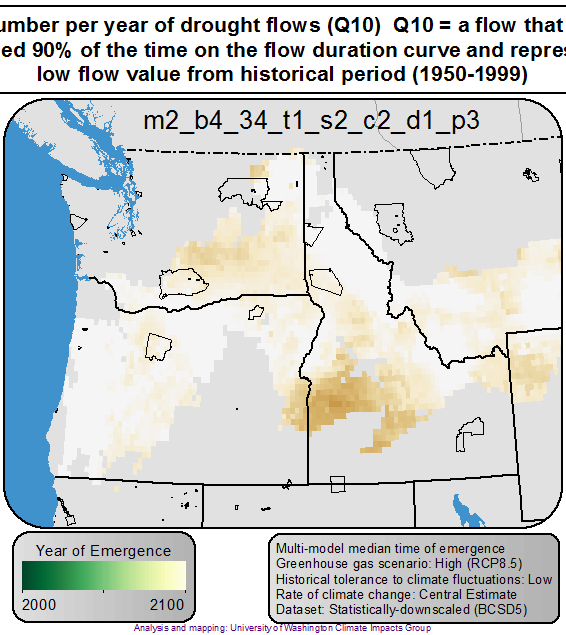 umber per year of drought flows (Q10) Q10 = a flow that
ed 90% of the time on the flow duration curve and repres
low flow value from historical period (1950-1999)
m2_b4_34_t1_s2_c2_d1_p3
Year of Emergence
2000 2100
Multi-model median time of emergence
Greenhouse gas scenario: High (RCP8.5)
Historical tolerance to climate fluctuations: Low
Rate of climate change: Central Estimate
Dataset: Statistically-downscaled (BCSD5)
Analysis and mapping: University of Washington Climate Impacts Group